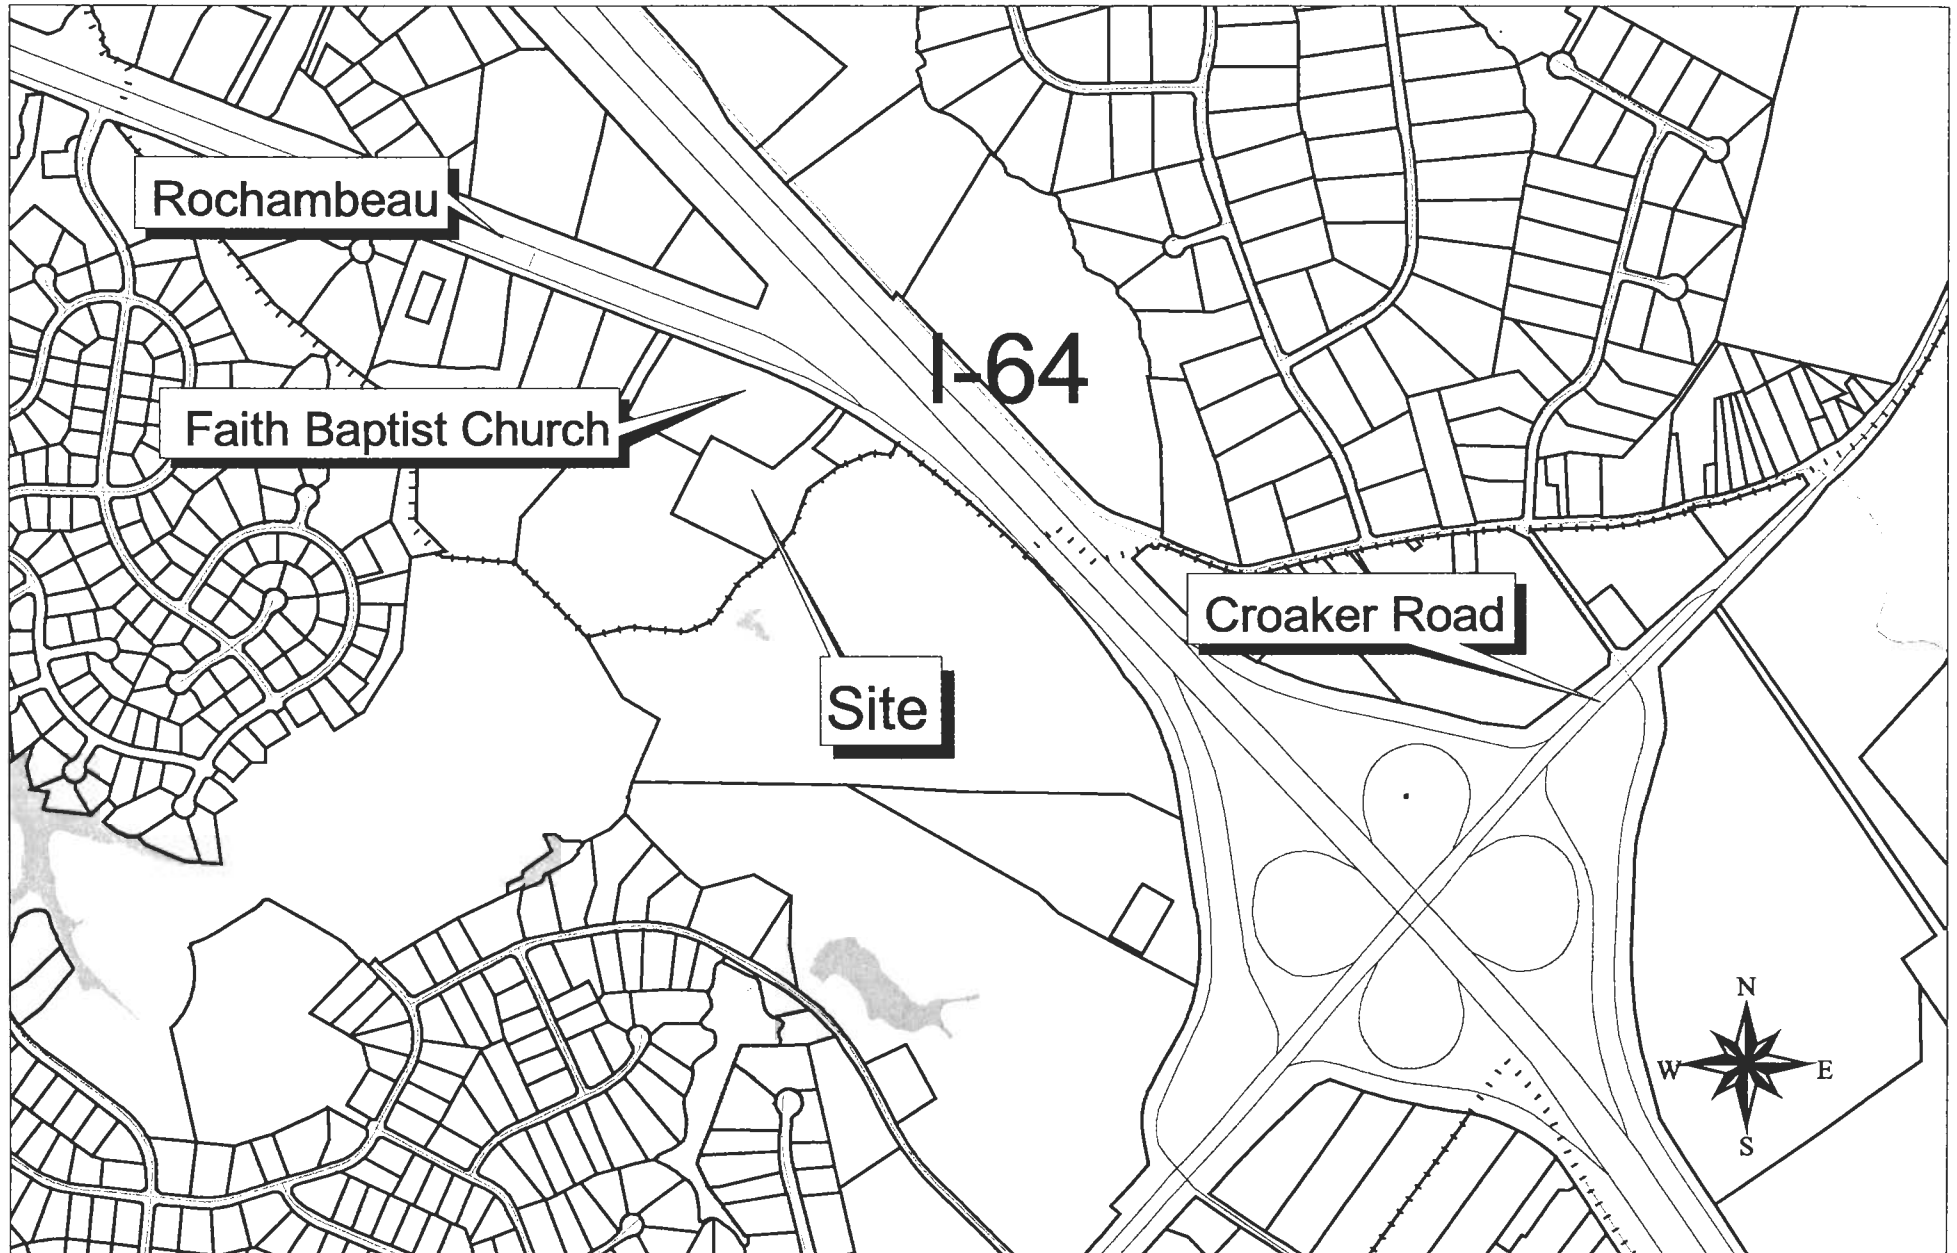 Rochambeau
I-64
Faith Baptist Church
Croaker Road
Site
N
W E
S